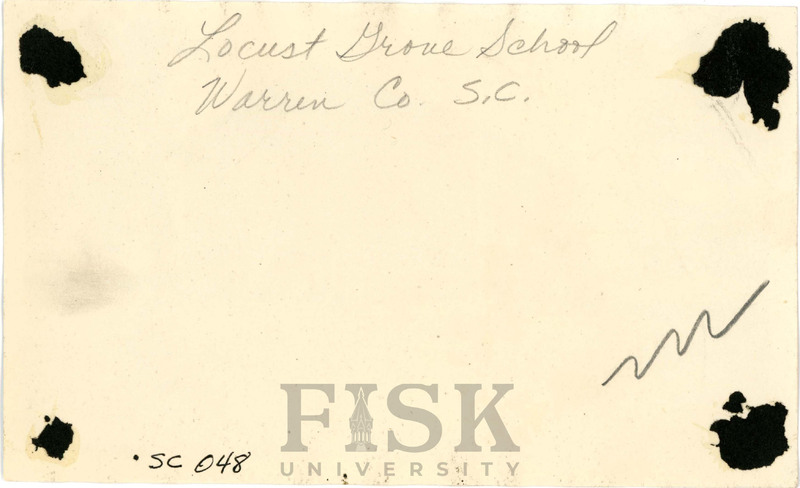 Locust Grove School
Warren Co. S.C.
FISK
UNIVERSITY
• SC 048